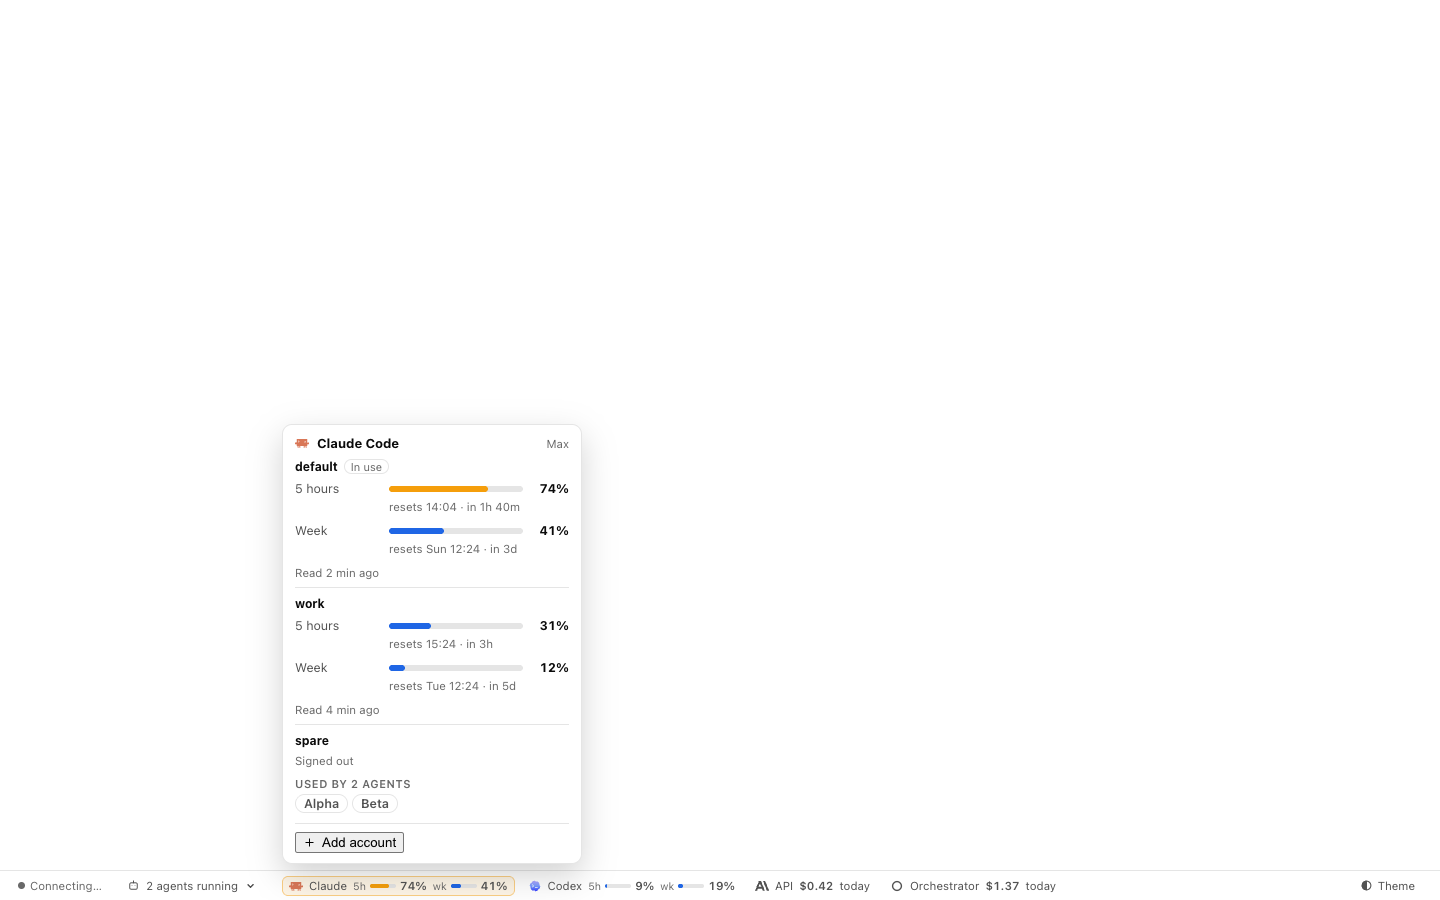 Claude Code Max
default In use
5 hours 74%
resets 14:04 · in 1h 40m
Week 41%
resets Sun 12:24 · in 3d
Read 2 min ago
work
5 hours 31%
resets 15:24 · in 3h
Week 12%
resets Tue 12:24 · in 5d
Read 4 min ago
spare
Signed out
USED BY 2 AGENTS
Alpha Beta
+ Add account
Connecting... 2 agents running Claude 5h 74% wk 41% Codex 5h 9% wk 19% API $0.42 today Orchestrator $1.37 today Theme